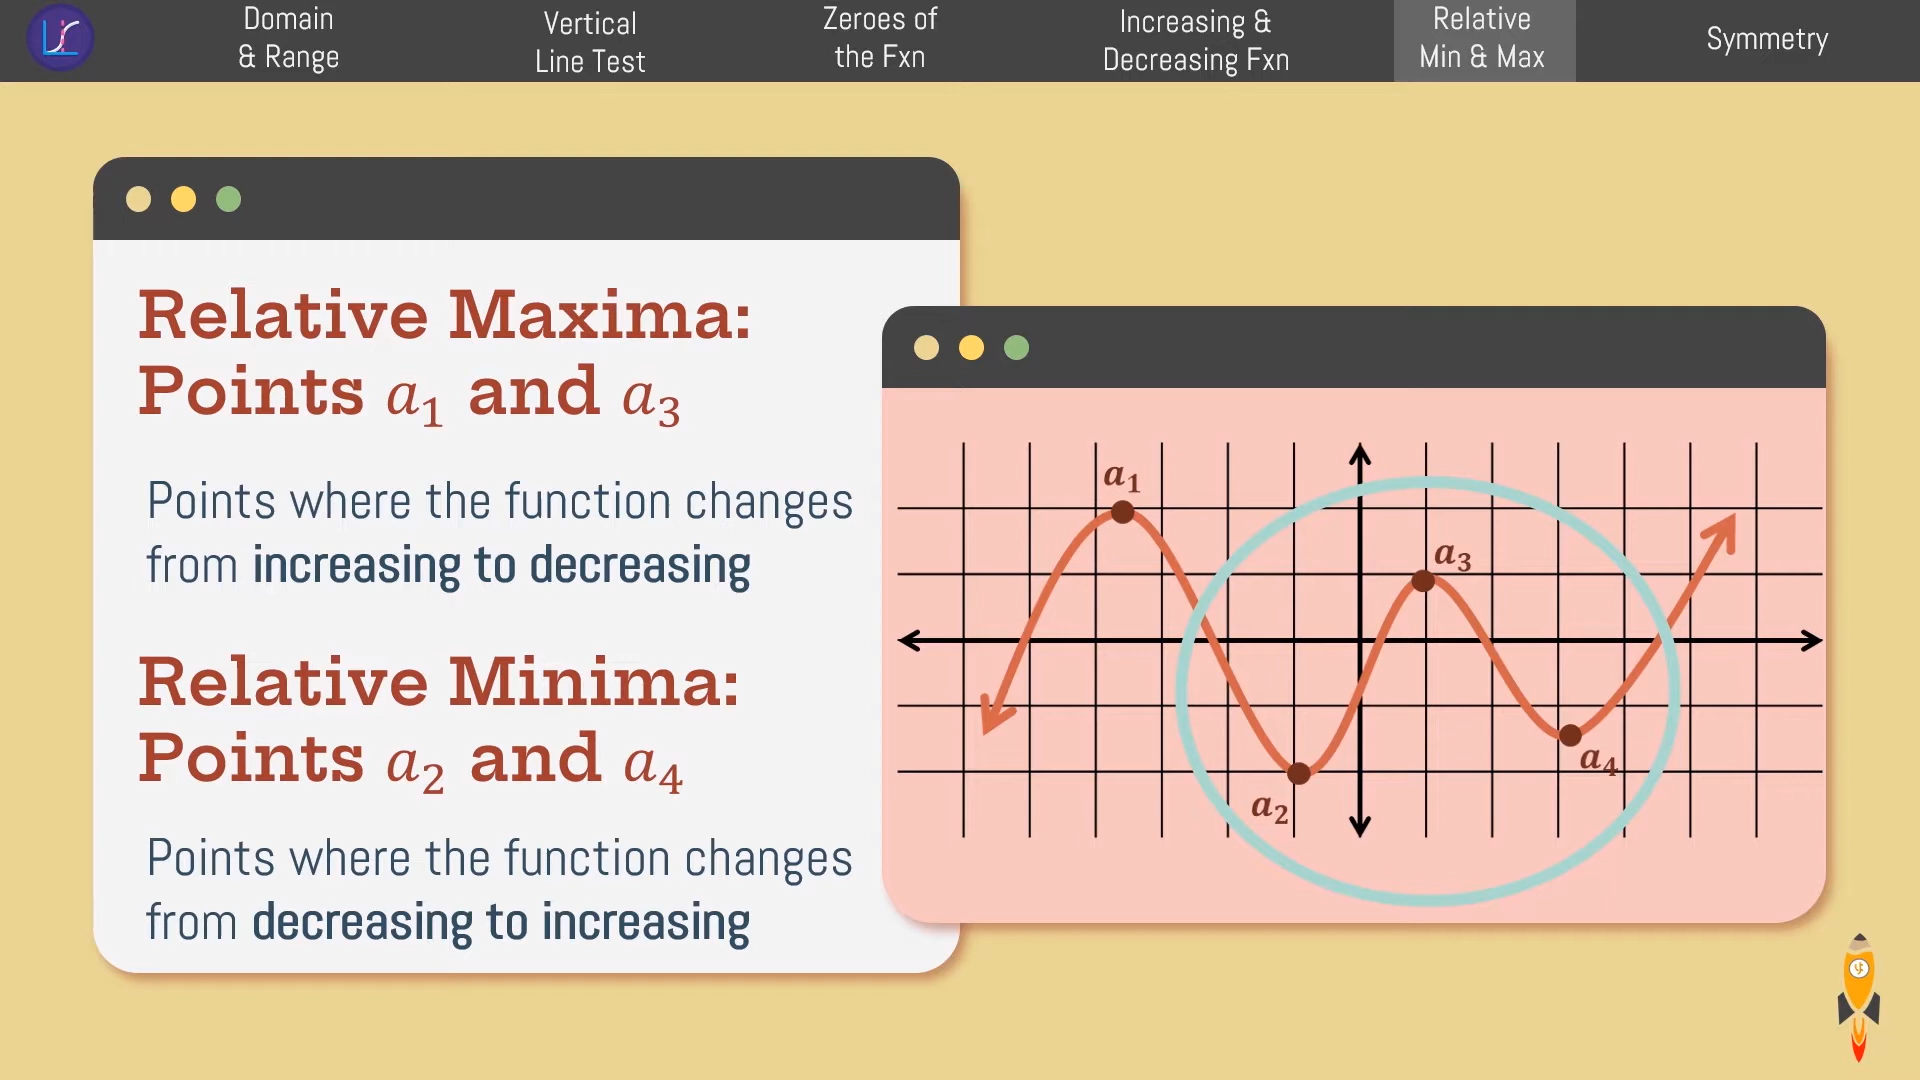 Domain
& Range
Vertical
Line Test
Zeroes of
the Fxn
Increasing &
Decreasing Fxn
Relative
Min & Max
Symmetry
Relative Maxima:
Points a₁ and a₃
Points where the function changes
from increasing to decreasing
Relative Minima:
Points a₂ and a₄
Points where the function changes
from decreasing to increasing
a₁
a₃
a₂
a₄